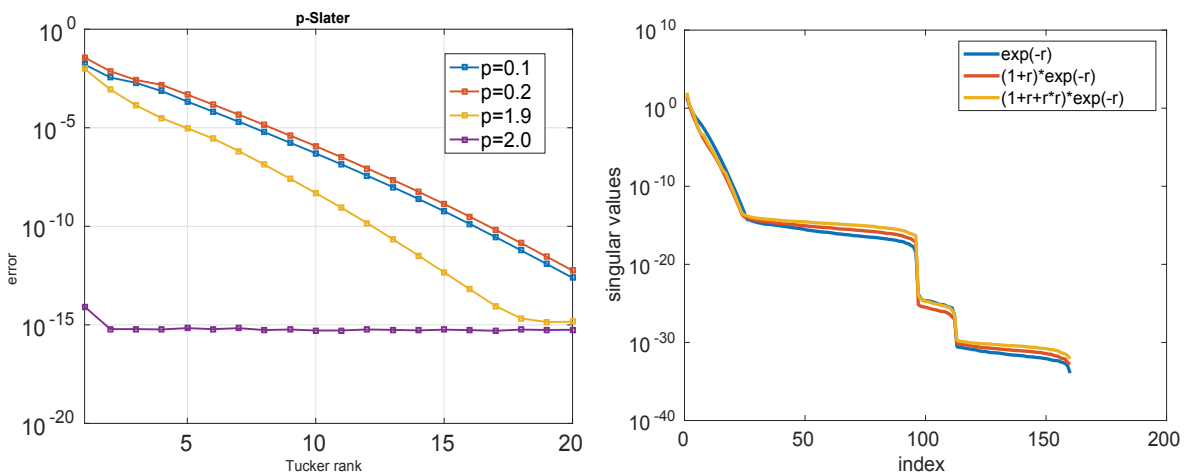 p-Slater
10^0
10^-5
10^-10
10^-15
10^-20
error
5
10
15
20
Tucker rank
p=0.1
p=0.2
p=1.9
p=2.0
10^10
10^0
10^-10
10^-20
10^-30
10^-40
singular values
0
50
100
150
200
index
exp(-r)
(1+r)*exp(-r)
(1+r+r*r)*exp(-r)